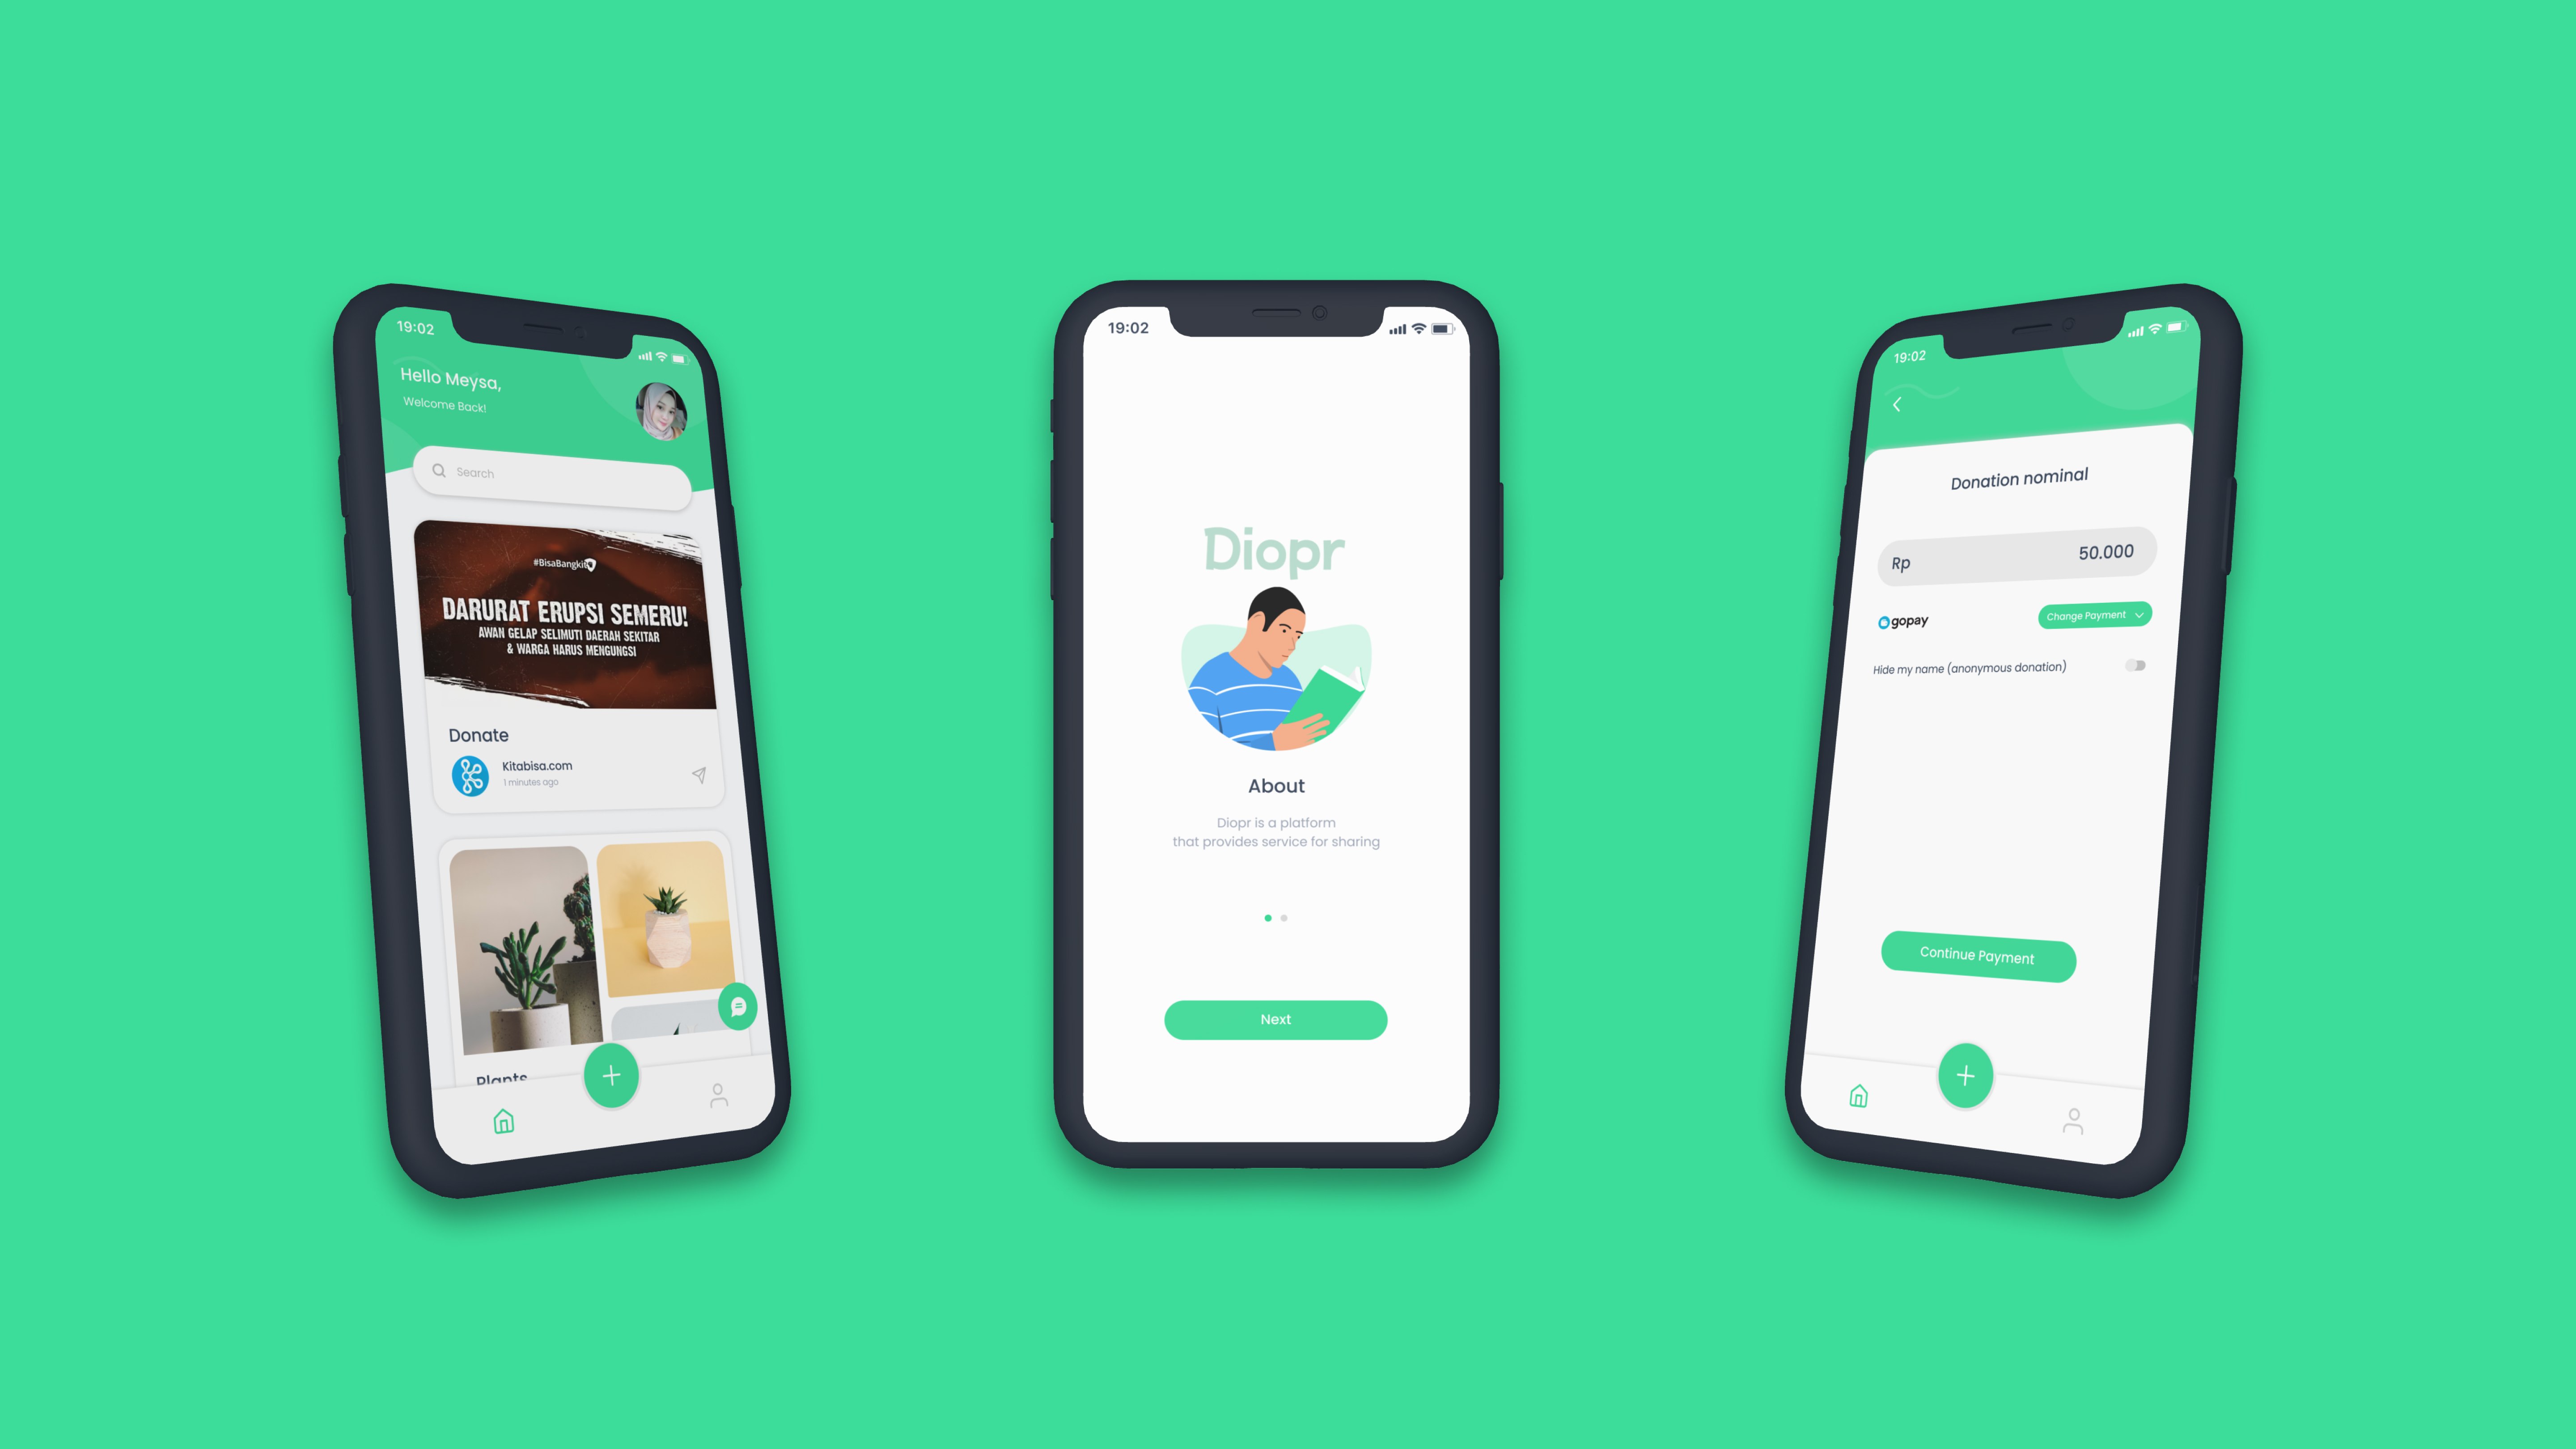 19:02
Hello Meysa,
Welcome Back!
Search
#BisaBangkit
DARURAT ERUPSI SEMERU!
AWAN GELAP SELIMUTI DAERAH SEKITAR
& WARGA HARUS MENGUNGSI
Donate
Kitabisa.com
1 minutes ago
Plants
19:02
Diopr
About
Diopr is a platform
that provides service for sharing
Next
19:02
Donation nominal
Rp 50.000
gopay Change Payment
Hide my name (anonymous donation)
Continue Payment